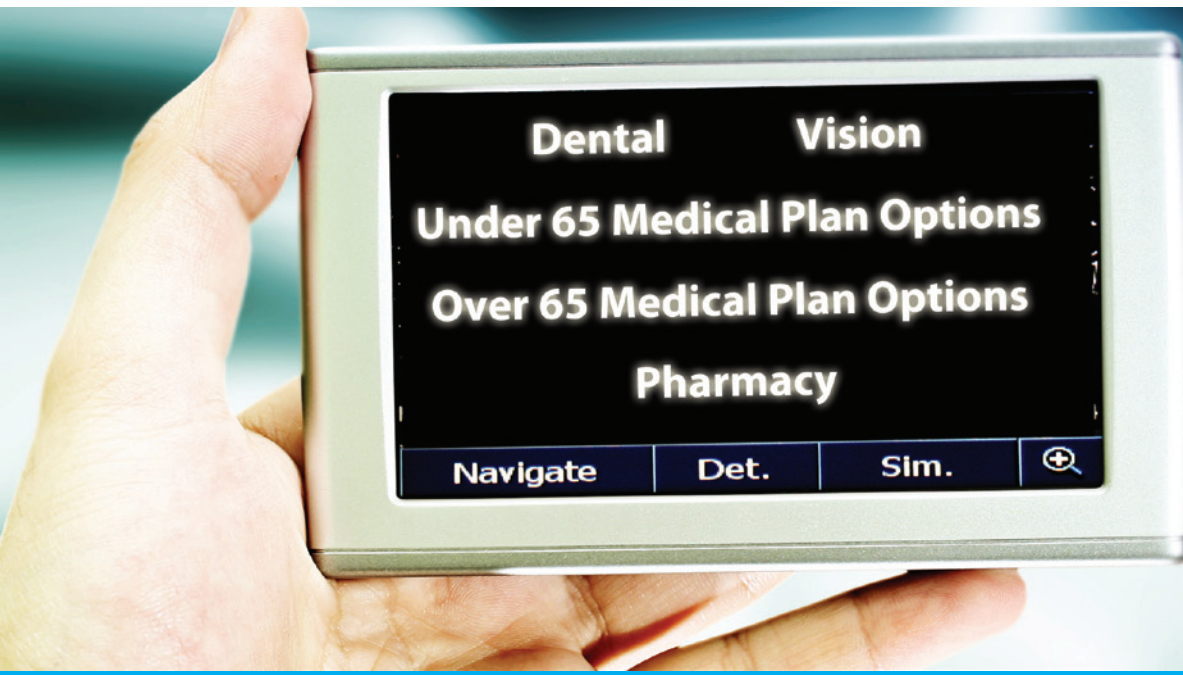 Dental Vision
Under 65 Medical Plan Options
Over 65 Medical Plan Options
Pharmacy
Navigate Det. Sim.